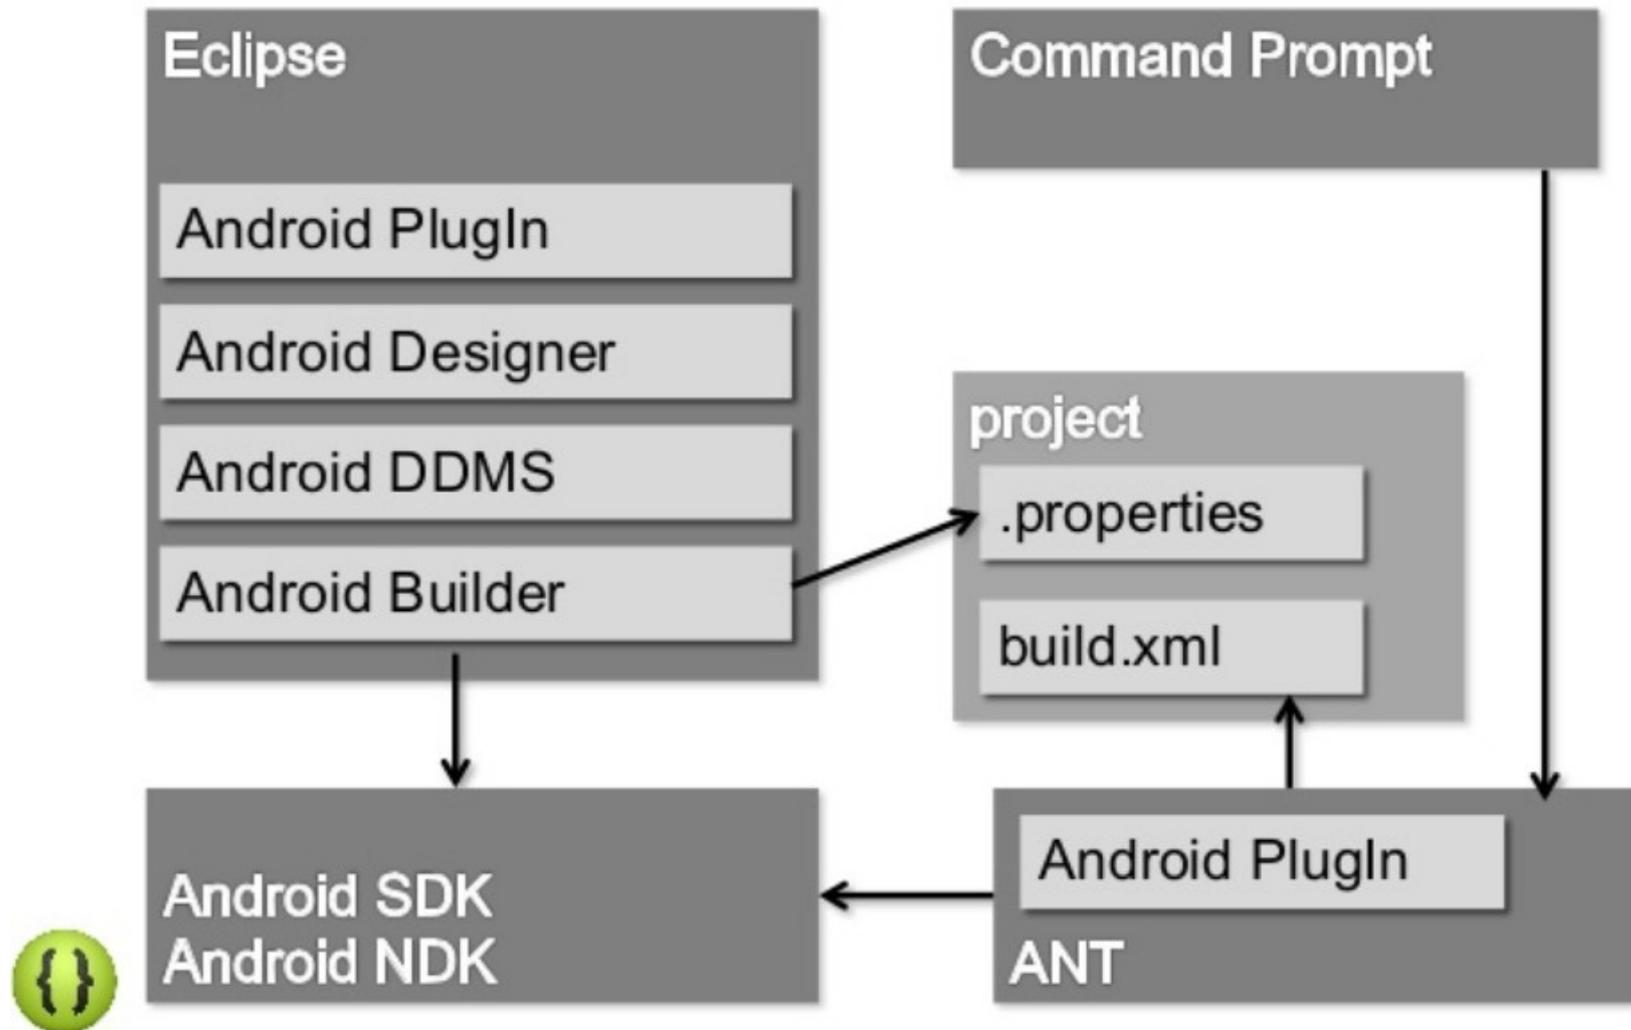 Eclipse
Android PlugIn
Android Designer
Android DDMS
Android Builder
Command Prompt
project
.properties
build.xml
Android SDK
Android NDK
{}
Android PlugIn
ANT